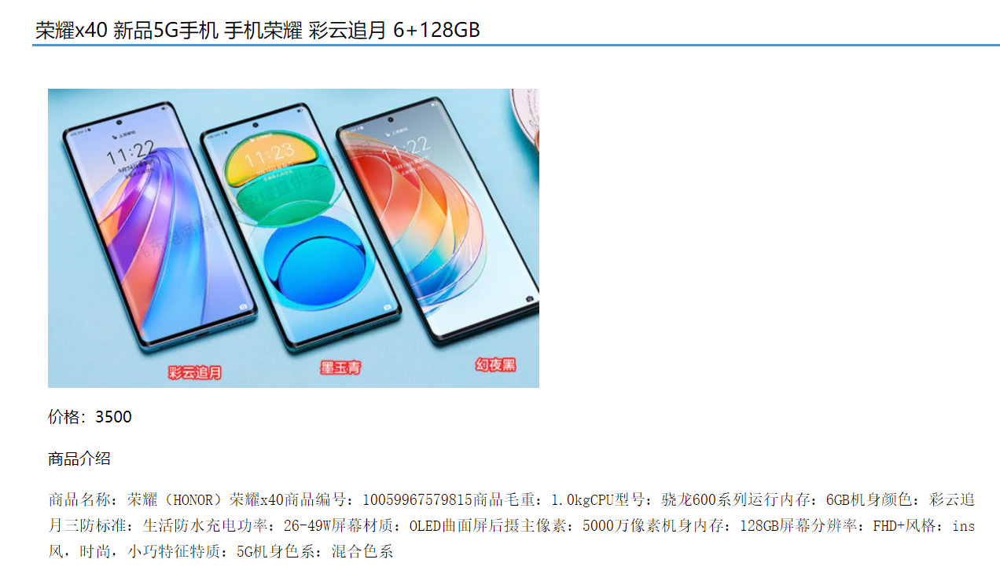 荣耀x40 新品5G手机 手机荣耀 彩云追月 6+128GB
11:22
11:23
11:22
彩云追月
墨玉青
幻夜黑
价格：3500
商品介绍
商品名称：荣耀（HONOR）荣耀x40商品编号：10059967579815商品毛重：1.0kgCPU型号：骁龙600系列运行内存：6GB机身颜色：彩云追
月三防标准：生活防水充电功率：26-49W屏幕材质：OLED曲面屏后摄主像素：5000万像素机身内存：128GB屏幕分辨率：FHD+风格：ins
风，时尚，小巧特征特质：5G机身色系：混合色系